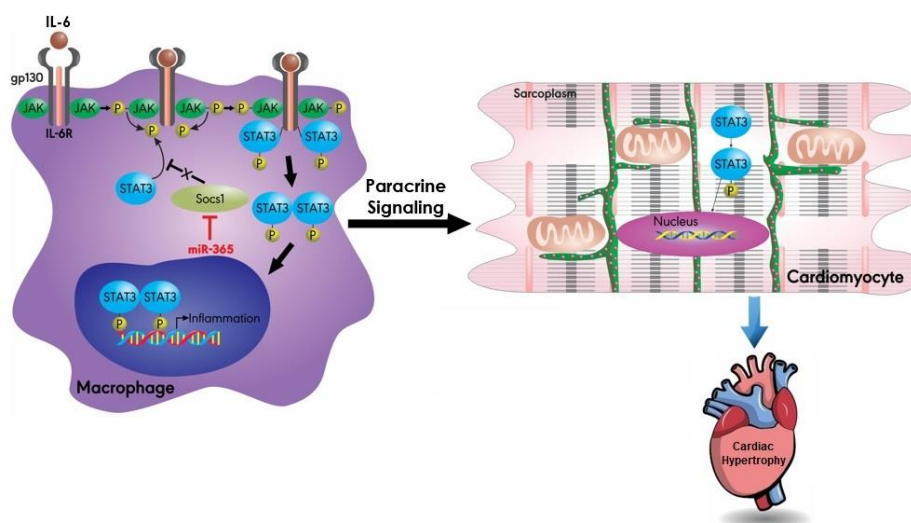 IL-6
gp130
JAK
JAK
P
JAK
P
P
JAK
JAK
P
IL-6R
P
P
STAT3
STAT3
P
P
STAT3
Socs1
X
miR-365
STAT3
STAT3
P
P
STAT3
STAT3
P
P
Inflammation
Macrophage
Paracrine
Signaling
Sarcoplasm
STAT3
STAT3
P
Nucleus
Cardiomyocyte
Cardiac
Hypertrophy